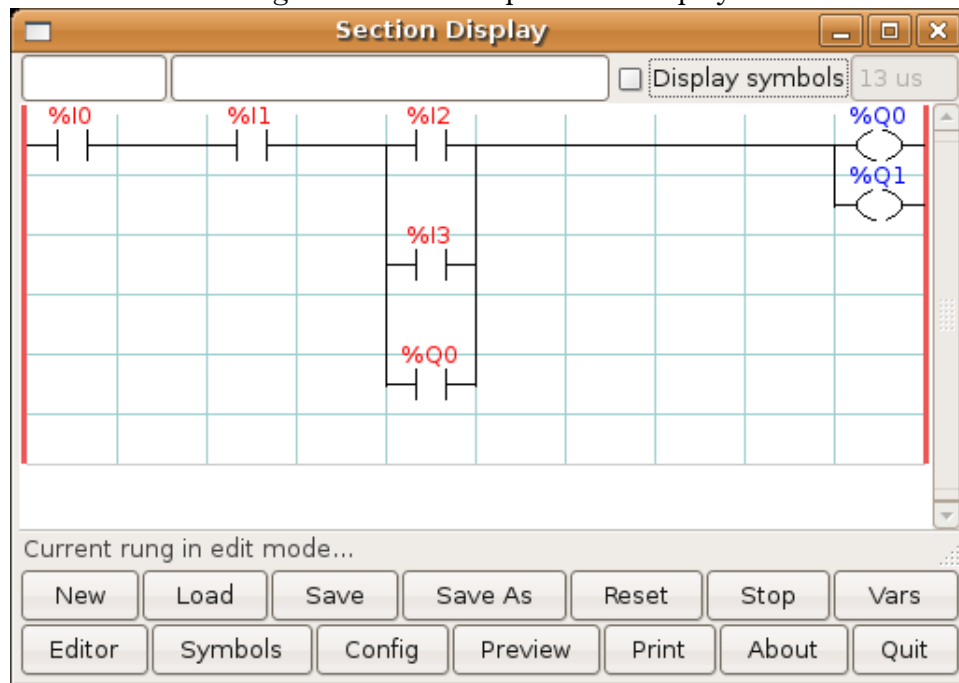 Section Display
Display symbols 13 us
%I0 %I1 %I2 %Q0
%Q1
%I3
%Q0
Current rung in edit mode...
New Load Save Save As Reset Stop Vars
Editor Symbols Config Preview Print About Quit